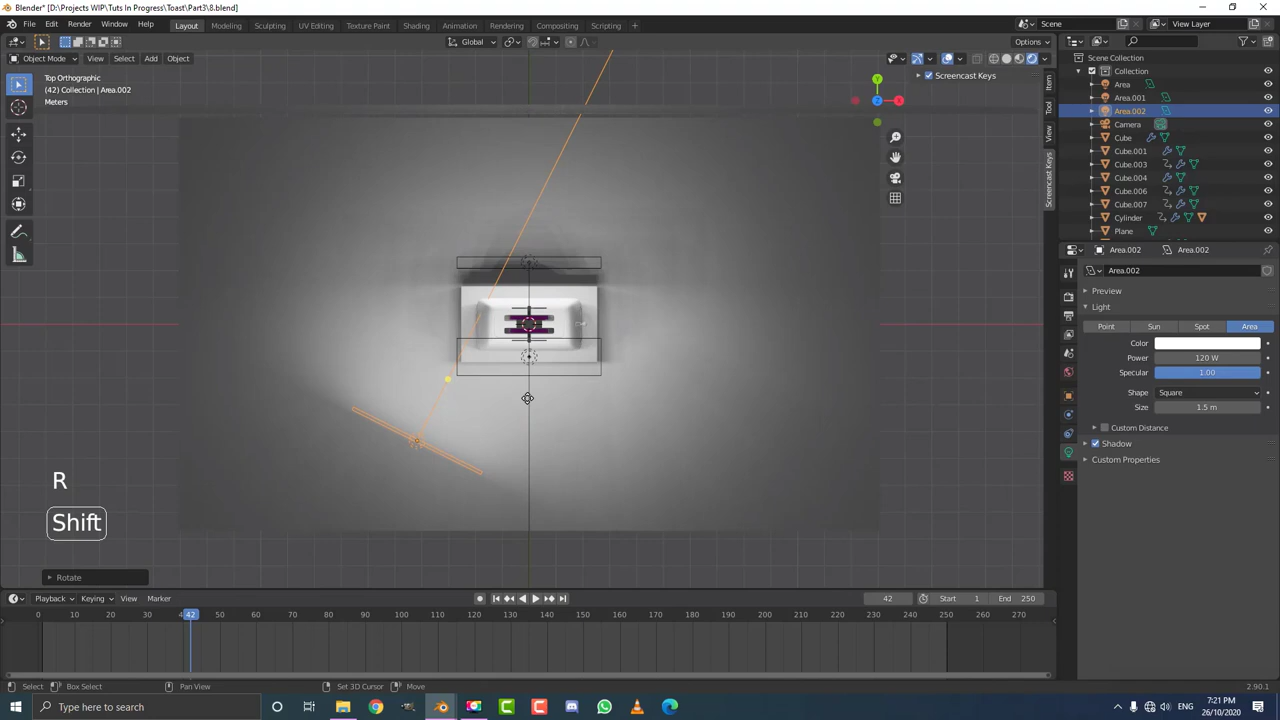 Blender* [D:\Projects WIP\Tuts In Progress\Toast\Part3\8.blend]
File Edit Render Window Help Layout Modeling Sculpting UV Editing Texture Paint Shading Animation Rendering Compositing Scripting + Scene View Layer
Global Options
Object Mode View Select Add Object
Top Orthographic
(42) Collection | Area.002
Meters
Screencast Keys
Y
X
Z
Item
Tool
View
Screencast Keys
R
Shift
Rotate
Scene Collection
Collection
Area
Area.001
Area.002
Camera
Cube
Cube.001
Cube.003
Cube.004
Cube.006
Cube.007
Cylinder
Plane
Area.002 Area.002
Area.002
Preview
Light
Point Sun Spot Area
Color
Power 120 W
Specular 1.00
Shape Square
Size 1.5 m
Custom Distance
Shadow
Custom Properties
Playback Keying View Marker 42 Start 1 End 250
0 10 20 30 42 50 60 70 80 90 100 110 120 130 140 150 160 170 180 190 200 210 220 230 240 250 260 270
Select Box Select Pan View Set 3D Cursor Move 2.90.1
Type here to search
ENG
7:21 PM
26/10/2020